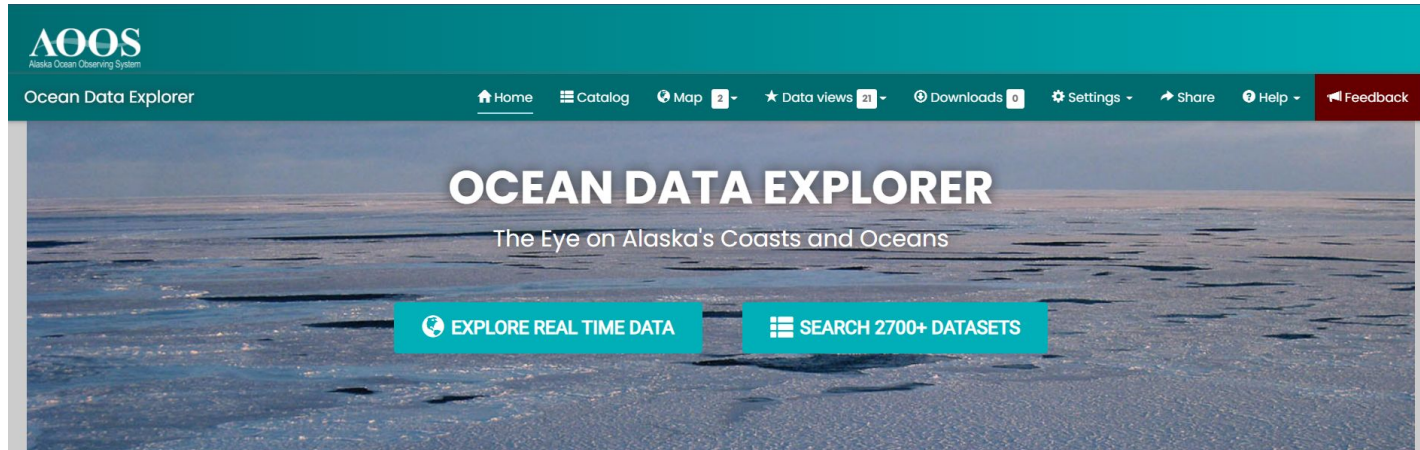 AOOS
Alaska Ocean Observing System
Ocean Data Explorer
Home Catalog Map 2 Data views 21 Downloads 0 Settings Share Help Feedback
OCEAN DATA EXPLORER
The Eye on Alaska's Coasts and Oceans
EXPLORE REAL TIME DATA
SEARCH 2700+ DATASETS